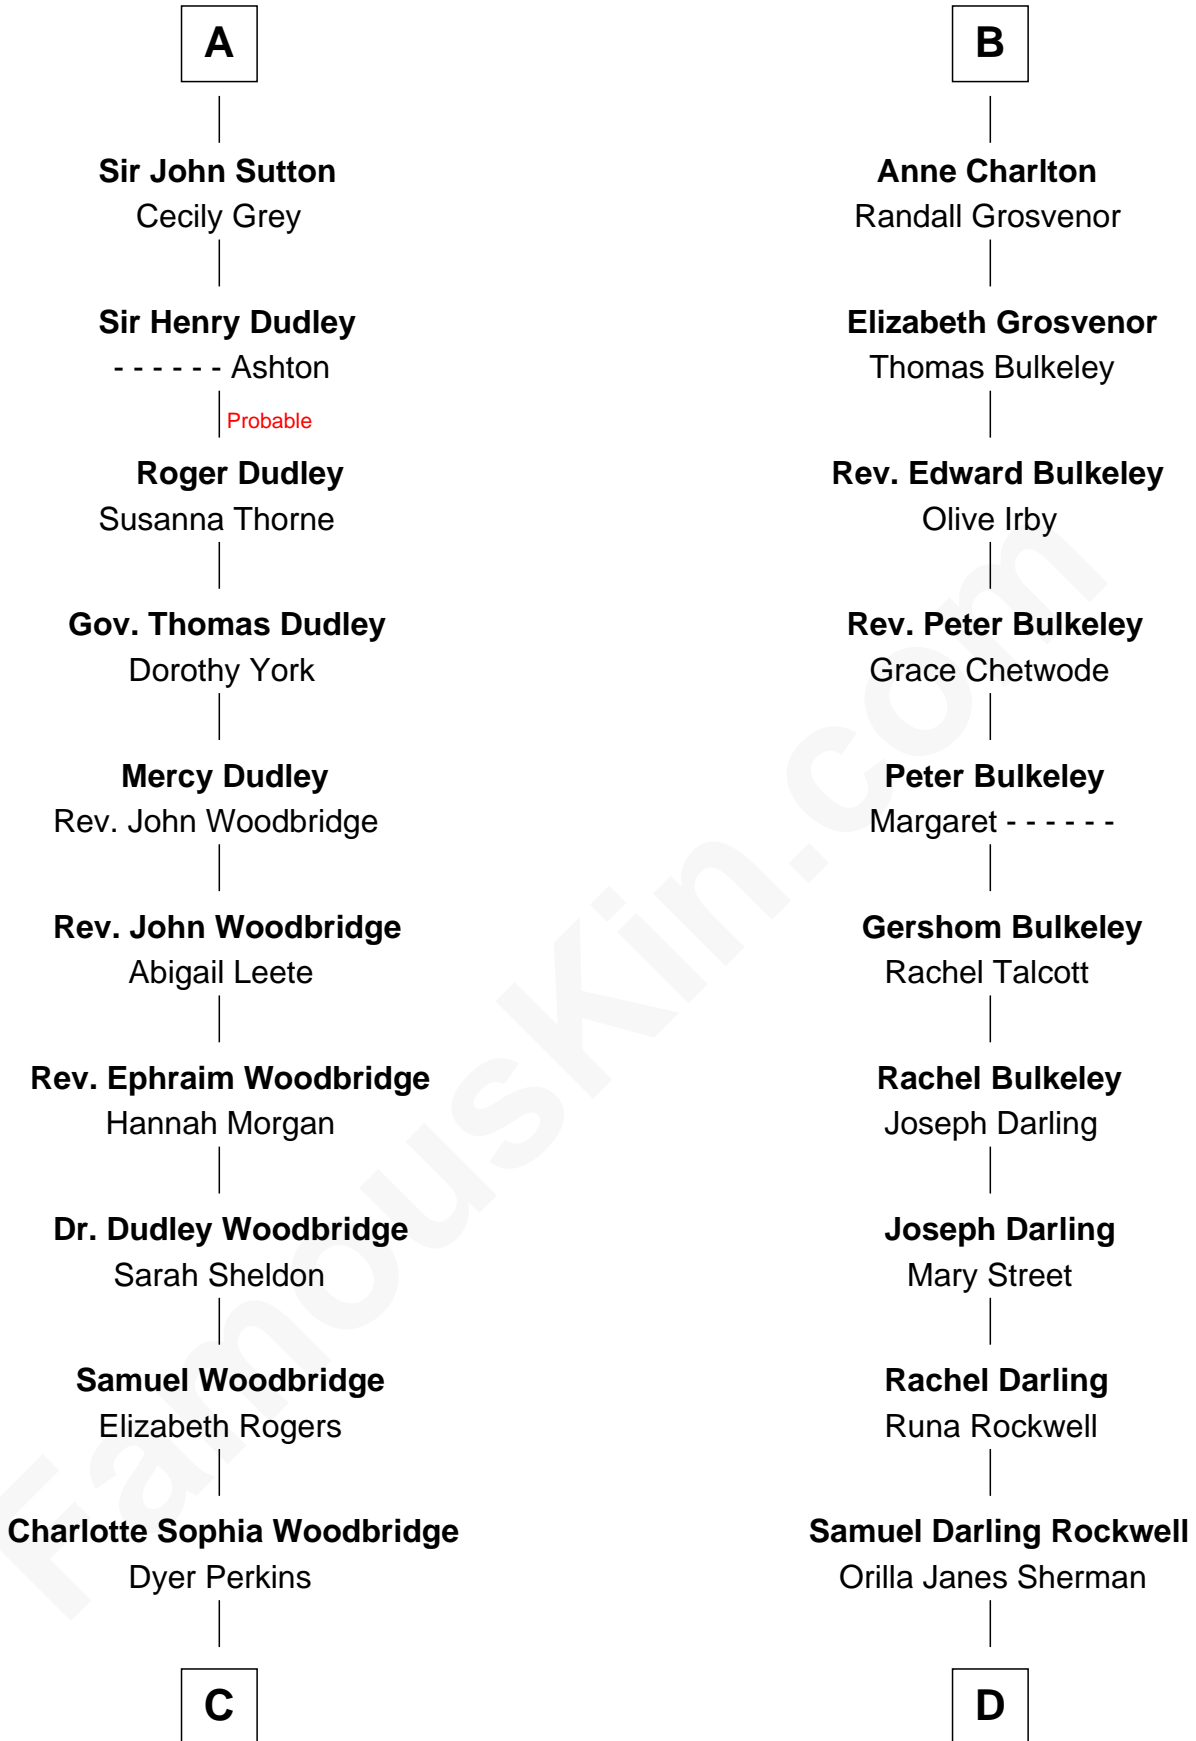 A
Sir John Sutton
Cecily Grey
Sir Henry Dudley
- - - - - - Ashton
Probable
Roger Dudley
Susanna Thorne
Gov. Thomas Dudley
Dorothy York
Mercy Dudley
Rev. John Woodbridge
Rev. John Woodbridge
Abigail Leete
Rev. Ephraim Woodbridge
Hannah Morgan
Dr. Dudley Woodbridge
Sarah Sheldon
Samuel Woodbridge
Elizabeth Rogers
Charlotte Sophia Woodbridge
Dyer Perkins
C
B
Anne Charlton
Randall Grosvenor
Elizabeth Grosvenor
Thomas Bulkeley
Rev. Edward Bulkeley
Olive Irby
Rev. Peter Bulkeley
Grace Chetwode
Peter Bulkeley
Margaret - - - - - -
Gershom Bulkeley
Rachel Talcott
Rachel Bulkeley
Joseph Darling
Joseph Darling
Mary Street
Rachel Darling
Runa Rockwell
Samuel Darling Rockwell
Orilla Janes Sherman
D
FamousKin.com